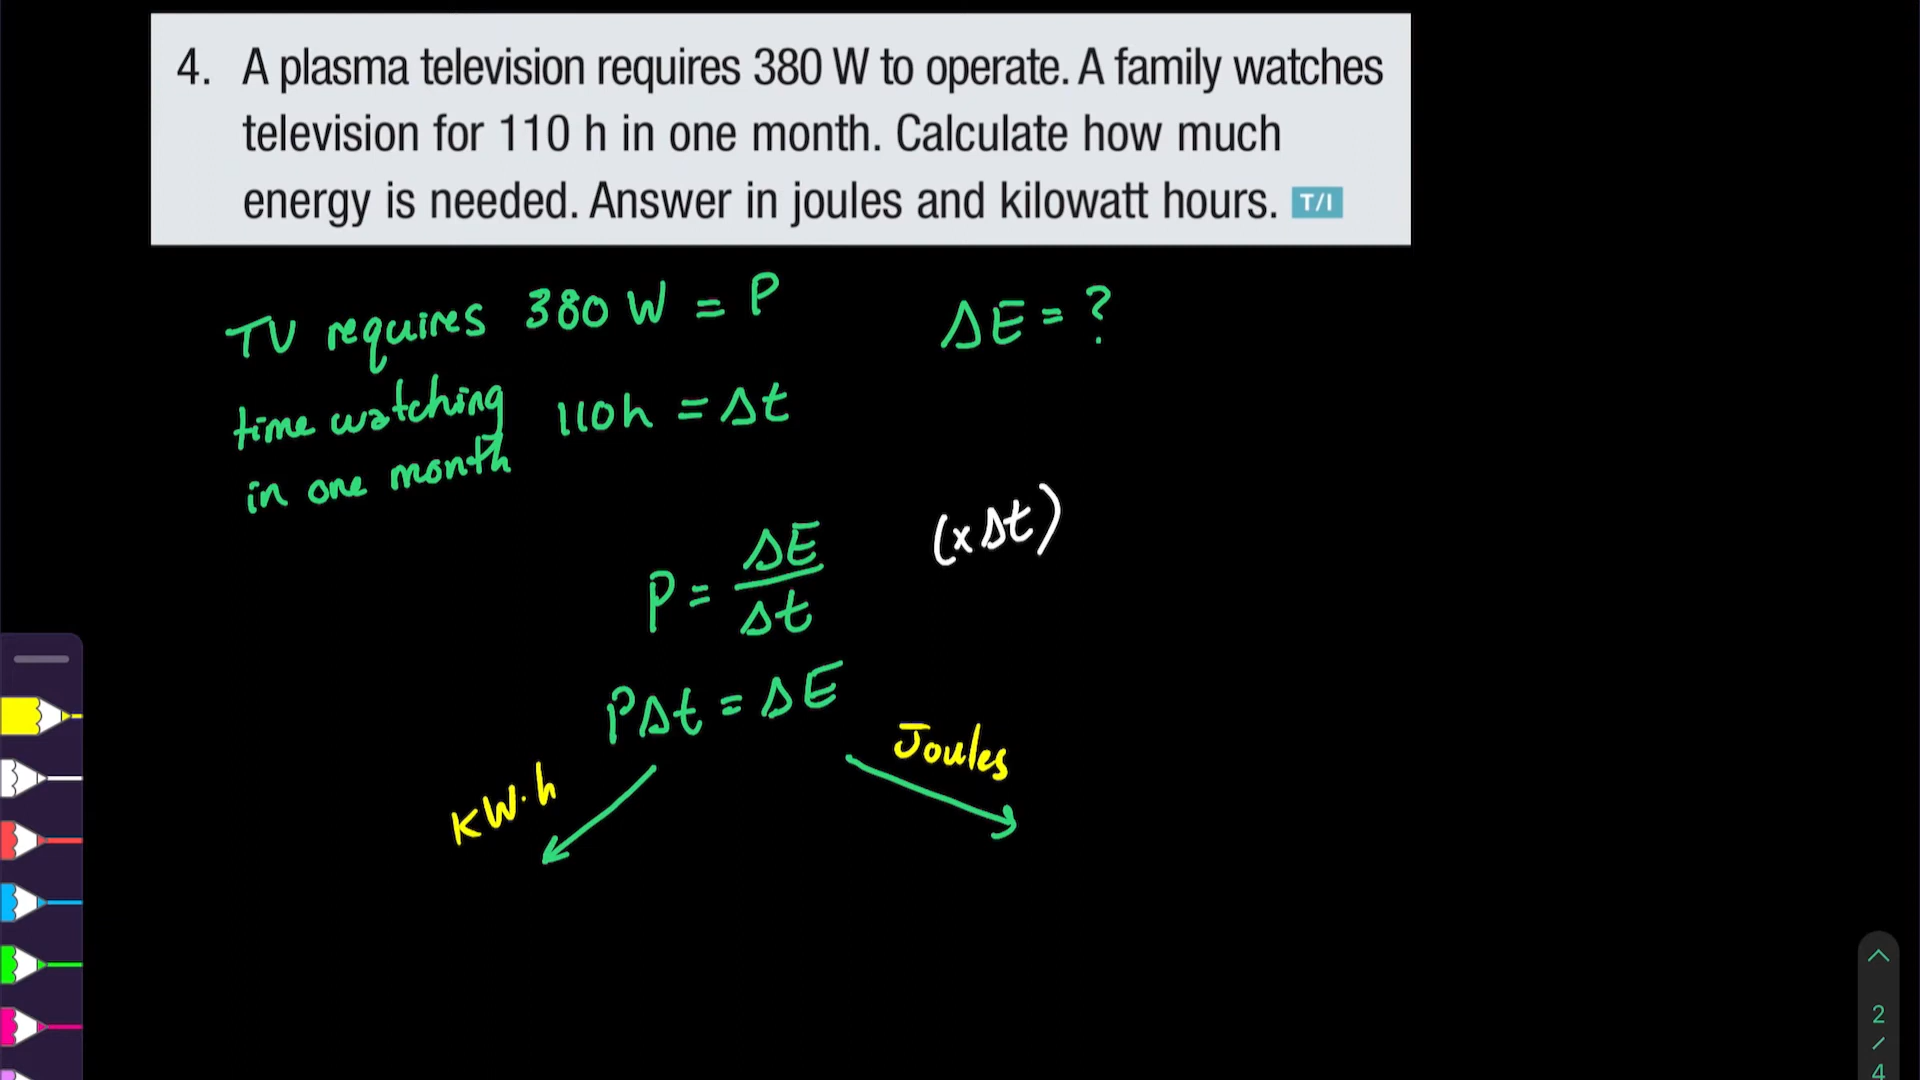 4. A plasma television requires 380 W to operate. A family watches
television for 110 h in one month. Calculate how much
energy is needed. Answer in joules and kilowatt hours. T/I
TV requires 380 W = P
ΔE = ?
time watching 110h = Δt
in one month
(x Δt)
P = ΔE / Δt
PΔt = ΔE
KW·h
Joules
2
/
4